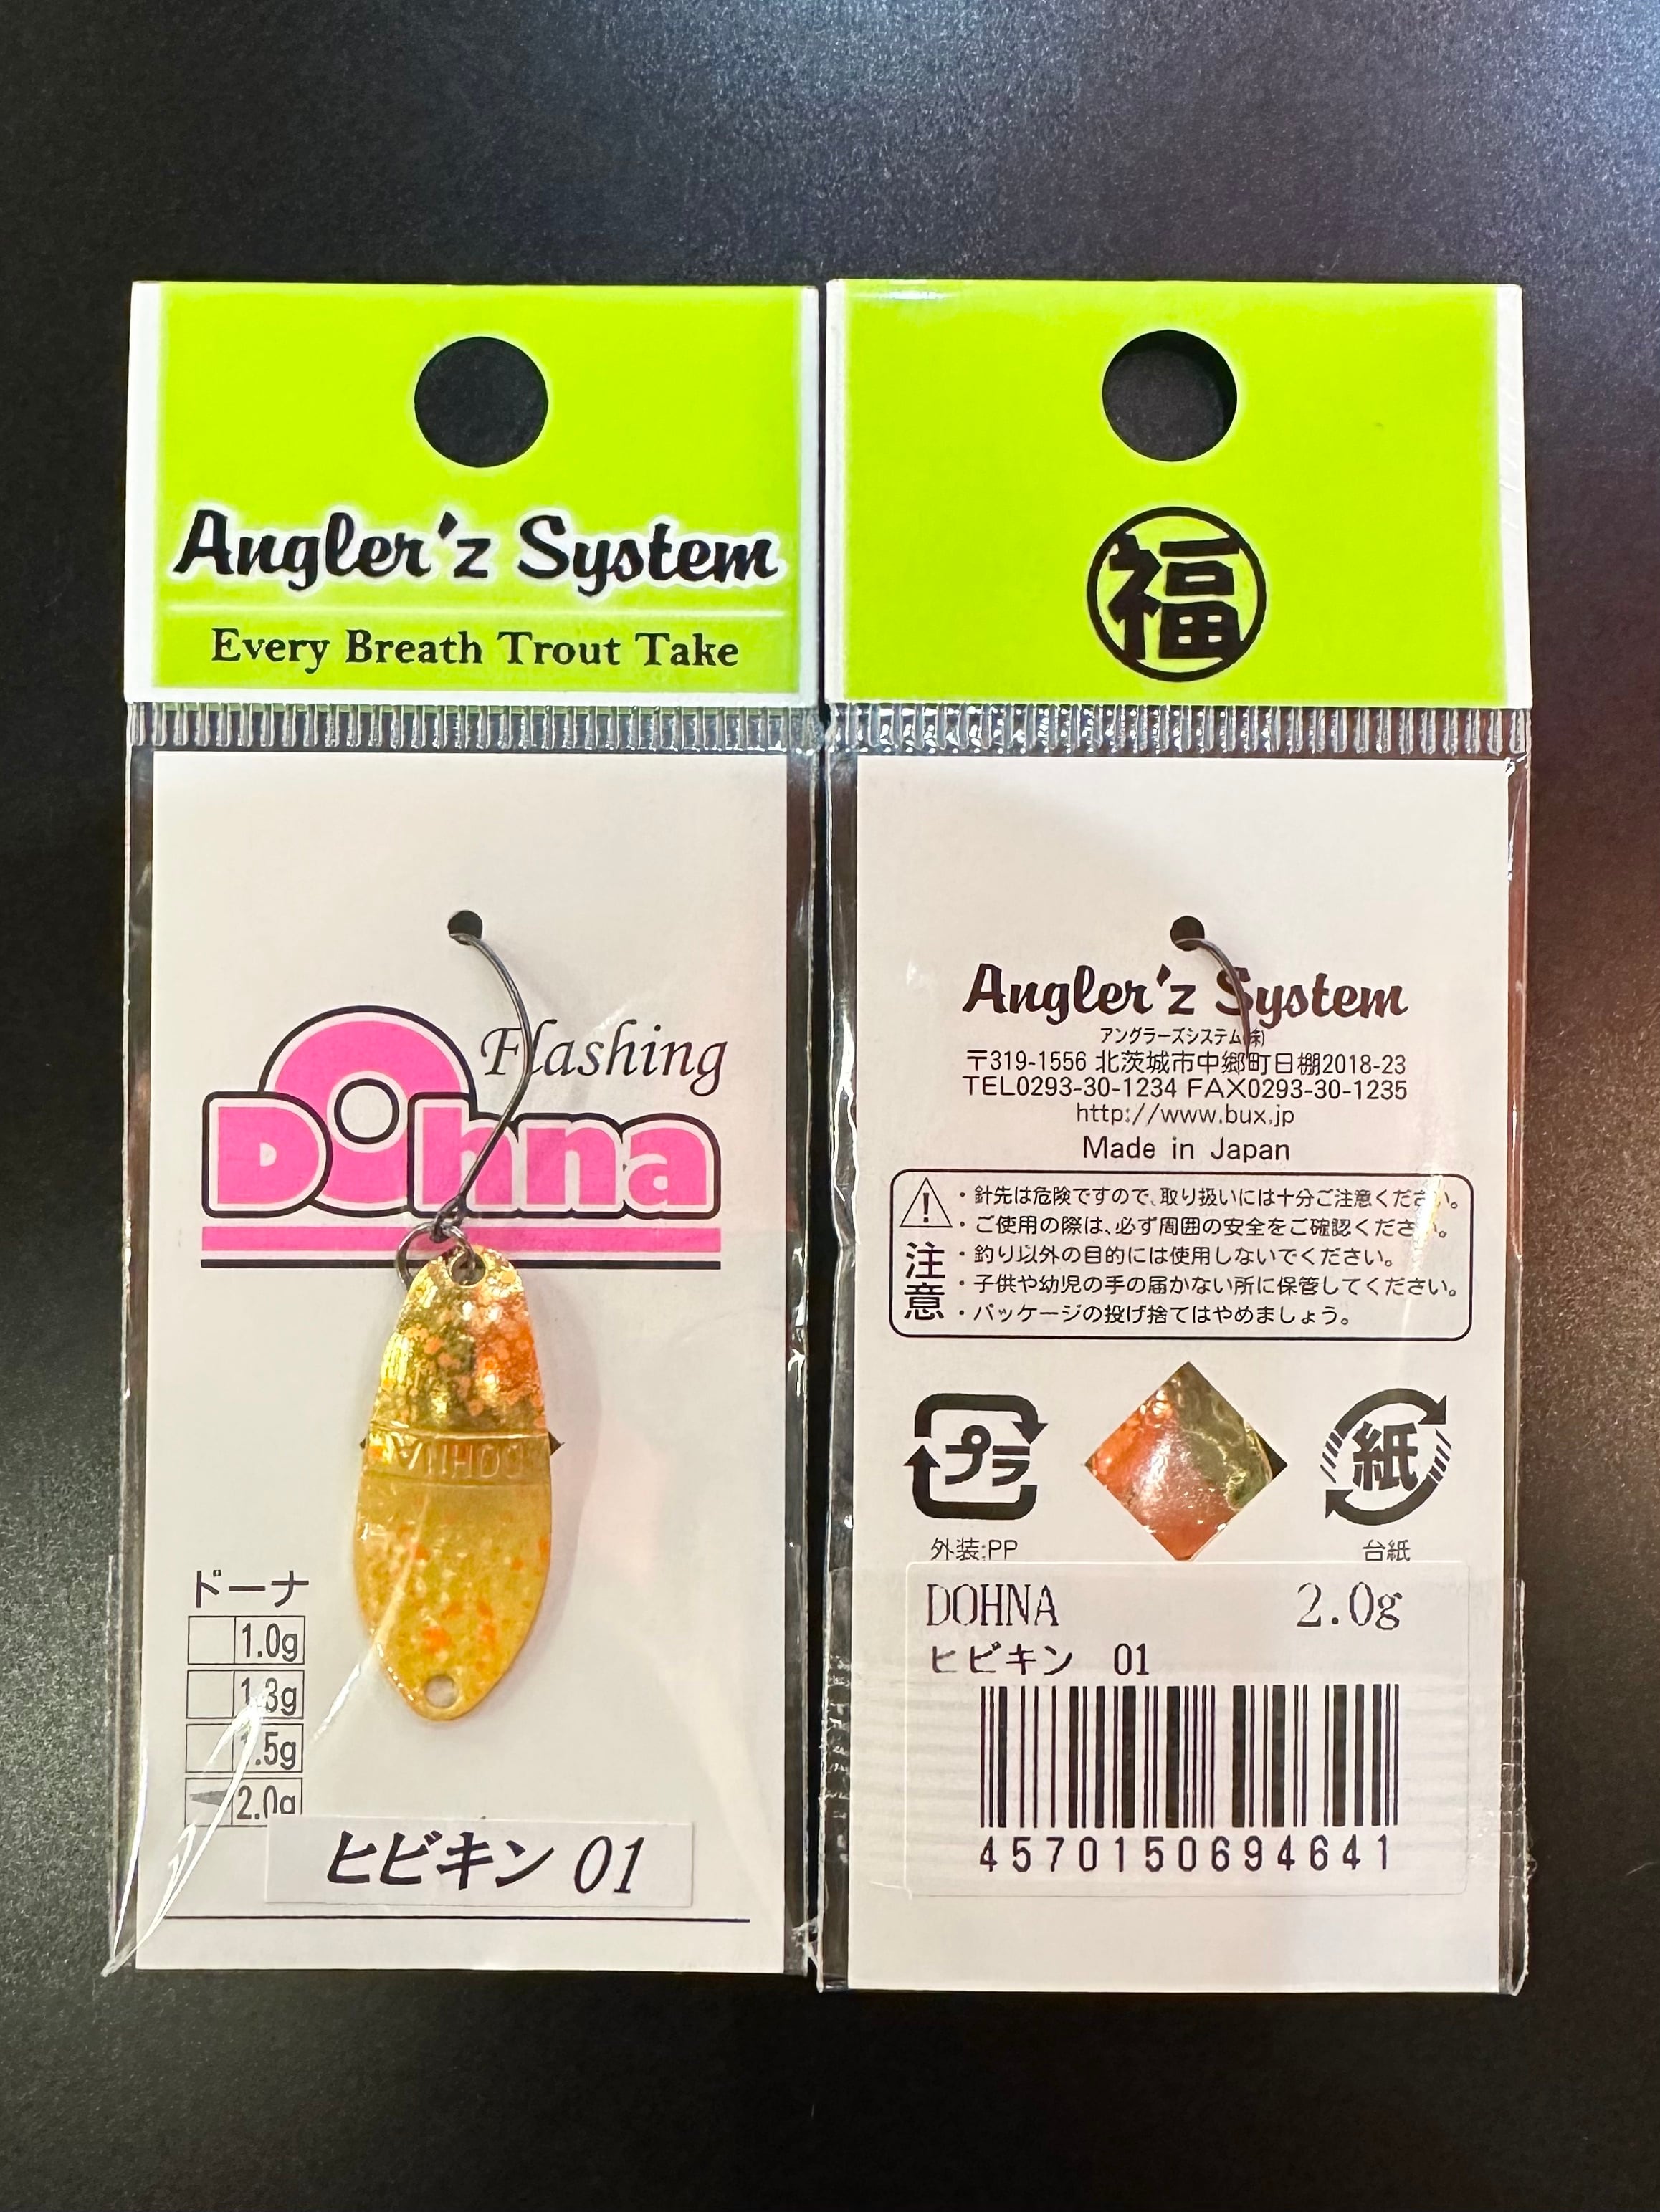 Angler'z System
Every Breath Trout Take
Flashing
Dohna
DOHNA
ドーナ
1.0g
1.3g
1.5g
2.0g
ヒビキン 01
福
Angler'z System
アングラーズシステム(株)
〒319-1556 北茨城市中郷町日棚2018-23
TEL0293-30-1234 FAX0293-30-1235
http://www.bux.jp
Made in Japan
注意
・針先は危険ですので、取り扱いには十分ご注意ください。
・ご使用の際は、必ず周囲の安全をご確認ください。
・釣り以外の目的には使用しないでください。
・子供や幼児の手の届かない所に保管してください。
・パッケージの投げ捨てはやめましょう。
プラ
外装:PP
紙
台紙
DOHNA 2.0g
ヒビキン 01
4570150694641